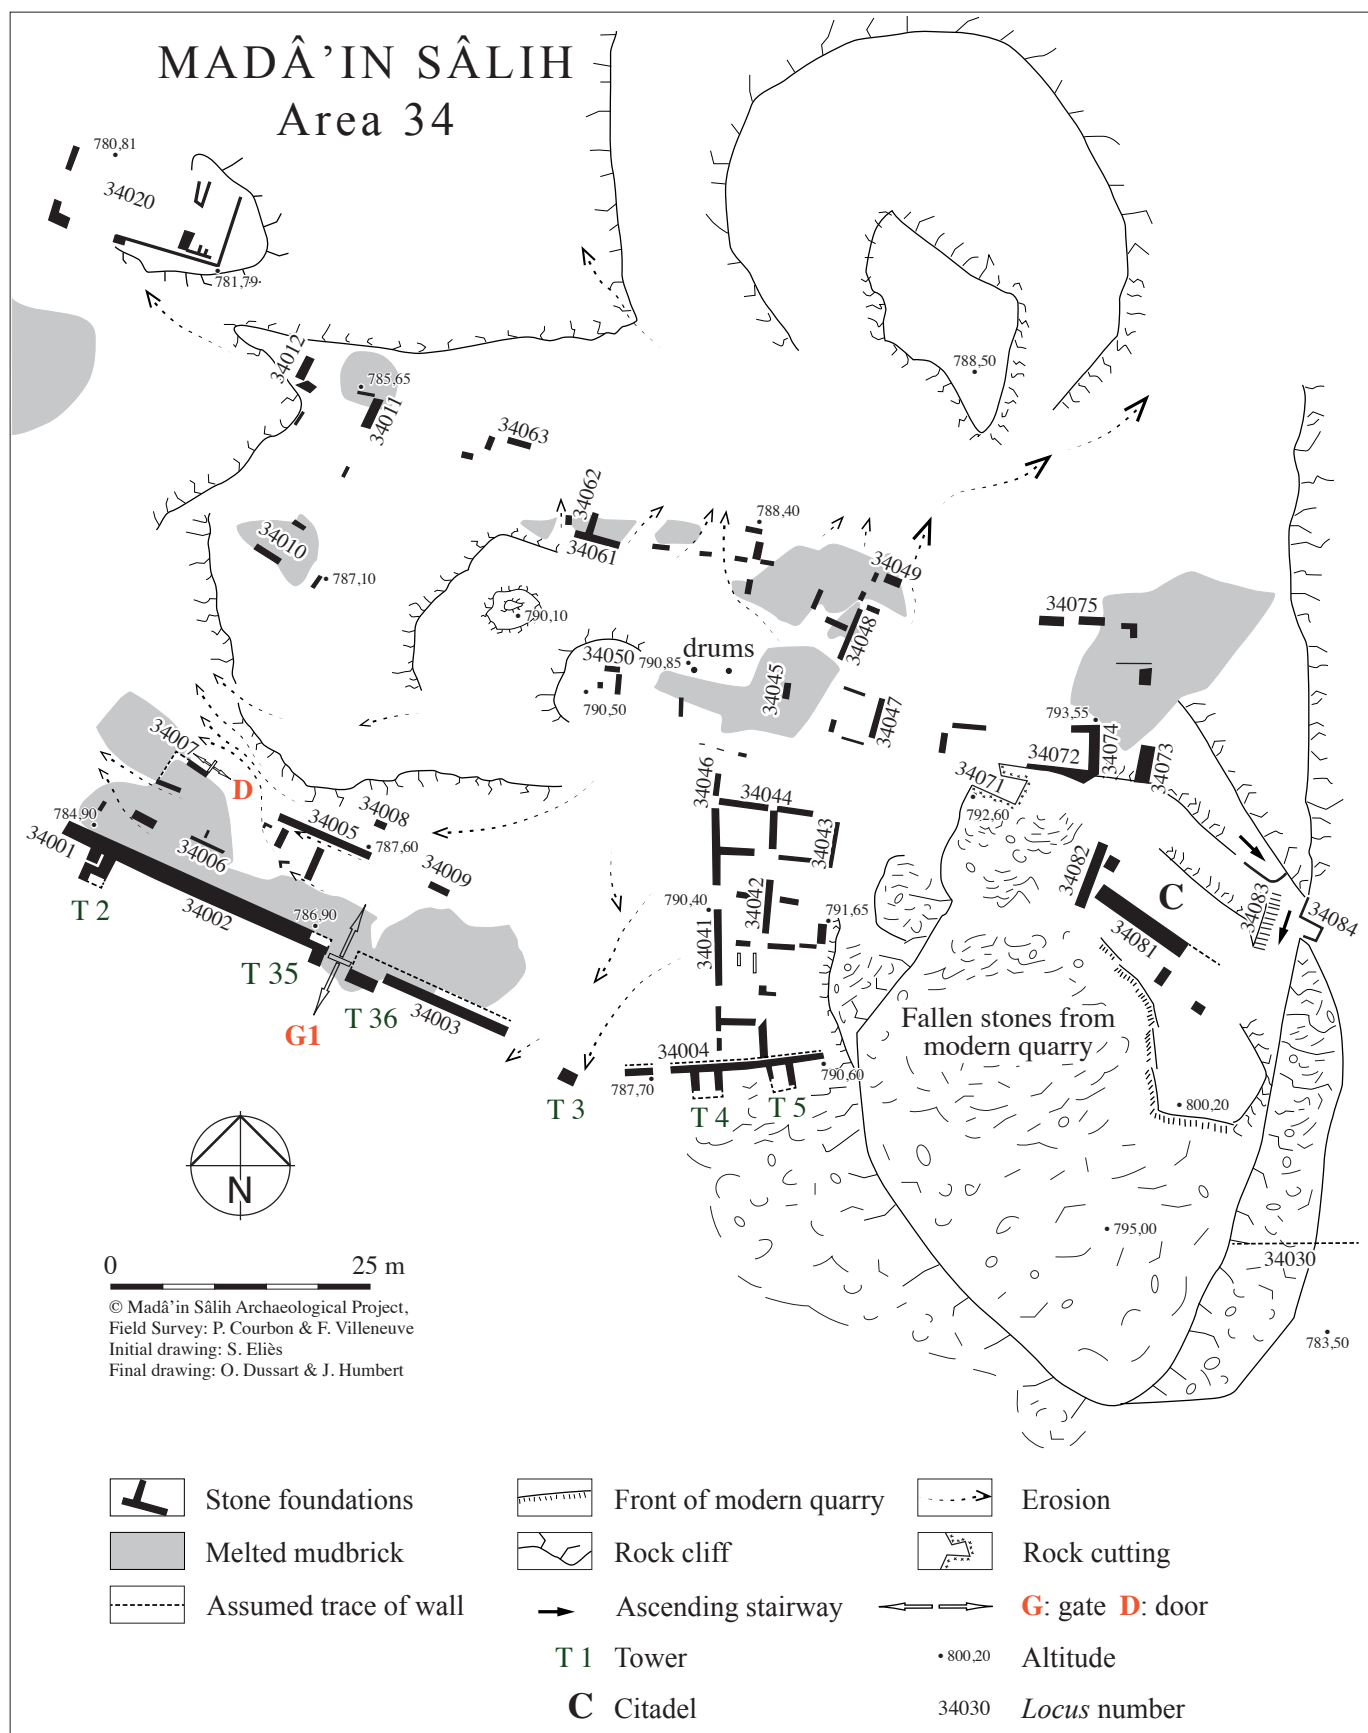 MADÂ’IN SÂLIH
Area 34
780,81
34020
781,79
34012
785,65
34011
34063
788,50
34062
34061
788,40
34010
787,10
34049
790,10
34048
34075
drums
34050
790,85
34045
790,50
34047
793,55
34074
34072
34073
34007
D
34046
34071
792,60
34044
34008
34043
784,90
34001
34005
787,60
34006
34009
34082
C
34083
34084
T 2
34002
786,90
790,40
34042
791,65
34041
34081
T 35
T 36
34003
G1
Fallen stones from
modern quarry
34004
787,70
790,60
T 3
T 4
T 5
800,20
N
795,00
34030
783,50
0 25 m
© Madâ’in Sâlih Archaeological Project,
Field Survey: P. Courbon & F. Villeneuve
Initial drawing: S. Eliès
Final drawing: O. Dussart & J. Humbert
Stone foundations
Front of modern quarry
Erosion
Melted mudbrick
Rock cliff
Rock cutting
Assumed trace of wall
Ascending stairway
G: gate D: door
T 1 Tower
800,20 Altitude
C Citadel
34030 Locus number